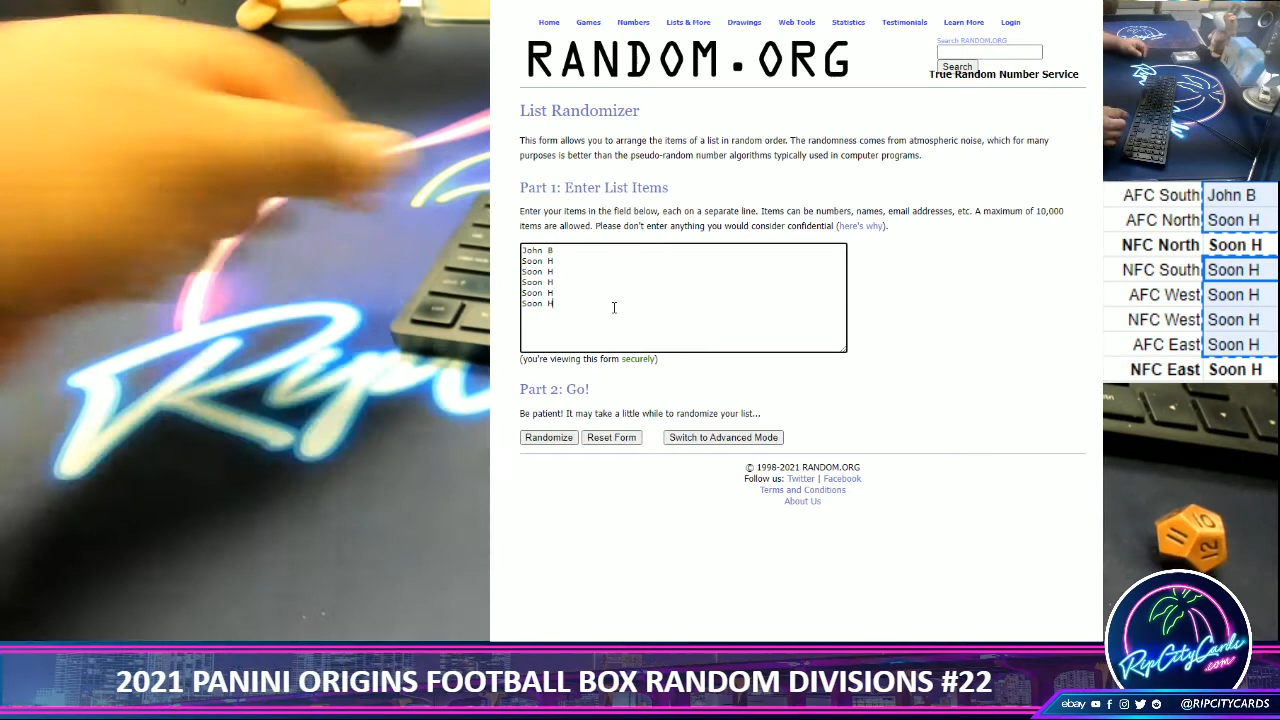 Home Games Numbers Lists & More Drawings Web Tools Statistics Testimonials Learn More Login
RANDOM.ORG
Search RANDOM.ORG
Search
True Random Number Service
List Randomizer
This form allows you to arrange the items of a list in random order. The randomness comes from atmospheric noise, which for many
purposes is better than the pseudo-random number algorithms typically used in computer programs.
Part 1: Enter List Items
Enter your items in the field below, each on a separate line. Items can be numbers, names, email addresses, etc. A maximum of 10,000
items are allowed. Please don't enter anything you would consider confidential (here's why).
John B
Soon H
Soon H
Soon H
Soon H
Soon H
(you're viewing this form securely)
Part 2: Go!
Be patient! It may take a little while to randomize your list...
Randomize Reset Form Switch to Advanced Mode
© 1998-2021 RANDOM.ORG
Follow us: Twitter | Facebook
Terms and Conditions
About Us
AFC South John B
AFC North Soon H
NFC North Soon H
NFC South Soon H
AFC West Soon H
NFC West Soon H
AFC East Soon H
NFC East Soon H
10
11
12
RipCityCards
.com
2021 PANINI ORIGINS FOOTBALL BOX RANDOM DIVISIONS #22
ebay @RIPCITYCARDS